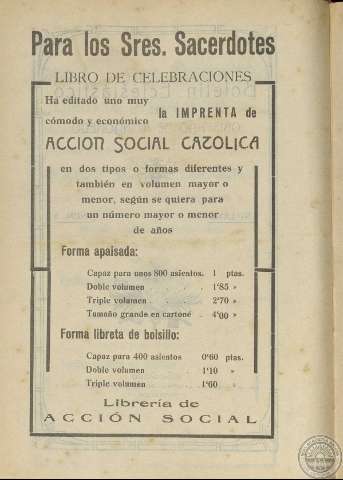 Para los Sres. Sacerdotes
LIBRO DE CELEBRACIONES
Ha editado uno muy
cómodo y económico
la IMPRENTA de
ACCION SOCIAL CATOLICA
en dos tipos o formas diferentes y
también en volumen mayor o
menor, según se quiera para
un número mayor o menor
de años
Forma apaisada:
Capaz para unos 800 asientos. 1 ptas.
Doble volumen . 1'85 »
Triple volumen . 2'70 »
Tamaño grande en cartoné . 4'00 »
Forma libreta de bolsillo:
Capaz para 400 asientos 0'60 ptas.
Doble volumen . 1'10 »
Triple volumen . 1'60 »
Librería de
ACCIÓN SOCIAL